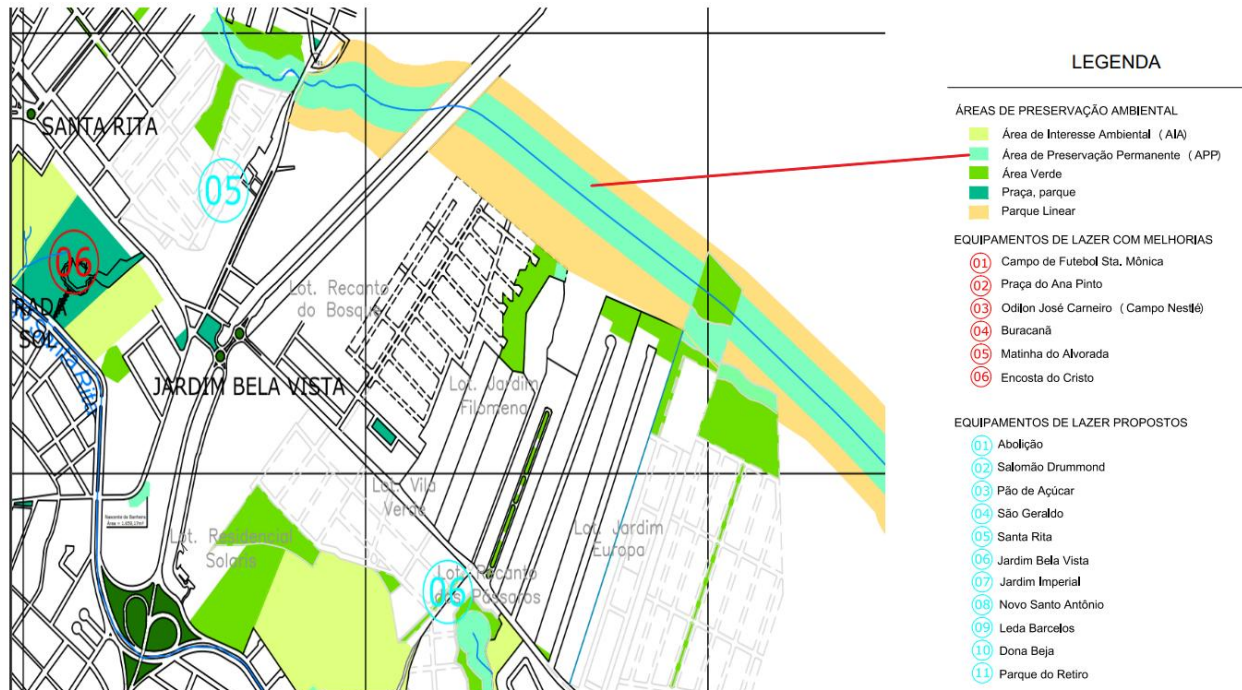 SANTA RITA
05
06
RADA
SOL
Lot. Recanto
do Bosque
JARDIM BELA VISTA
Lot. Jardim
Filomena
Lot. Vila
Verde
Lot. Residencial
Solaris
Lot. Jardim
Europa
Lot. Recanto
dos Pássaros
06
LEGENDA
ÁREAS DE PRESERVAÇÃO AMBIENTAL
Área de Interesse Ambiental ( AIA)
Área de Preservação Permanente ( APP)
Área Verde
Praça, parque
Parque Linear
EQUIPAMENTOS DE LAZER COM MELHORIAS
01 Campo de Futebol Sta. Mônica
02 Praça do Ana Pinto
03 Odilon José Carneiro ( Campo Nestlé)
04 Buracanã
05 Matinha do Alvorada
06 Encosta do Cristo
EQUIPAMENTOS DE LAZER PROPOSTOS
01 Abolição
02 Salomão Drummond
03 Pão de Açúcar
04 São Geraldo
05 Santa Rita
06 Jardim Bela Vista
07 Jardim Imperial
08 Novo Santo Antônio
09 Leda Barcelos
10 Dona Beja
11 Parque do Retiro